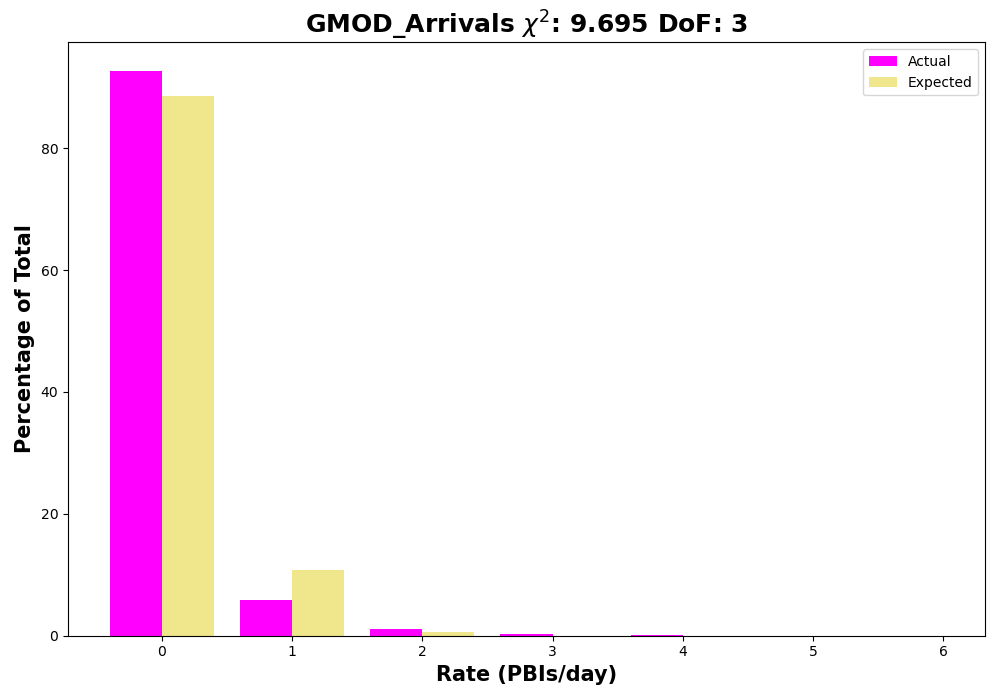 GMOD_Arrivals χ²: 9.695 DoF: 3
Actual
Expected
Percentage of Total
80
60
40
20
0
0 1 2 3 4 5 6
Rate (PBIs/day)